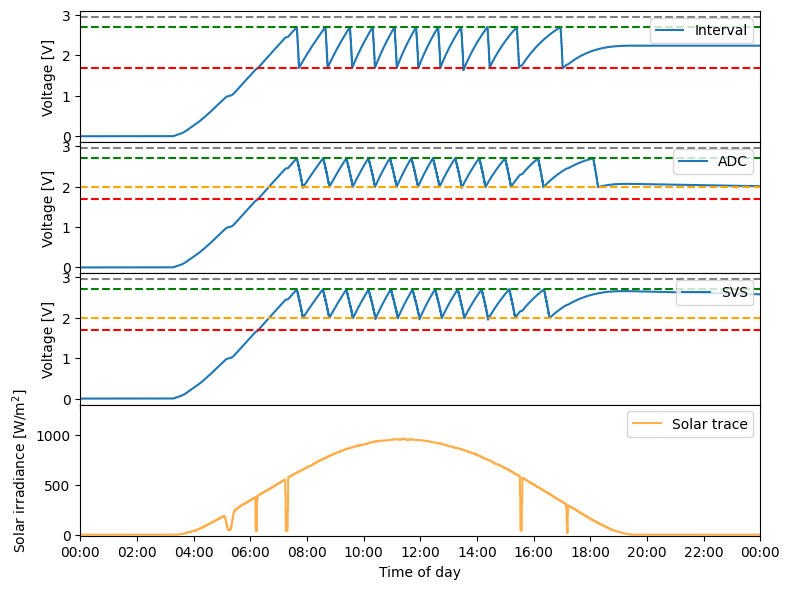 3
2
1
0
Voltage [V]
Interval
3
2
1
0
Voltage [V]
ADC
3
2
1
0
Voltage [V]
SVS
1000
500
0
Solar irradiance [W/m²]
Solar trace
00:00 02:00 04:00 06:00 08:00 10:00 12:00 14:00 16:00 18:00 20:00 22:00 00:00
Time of day